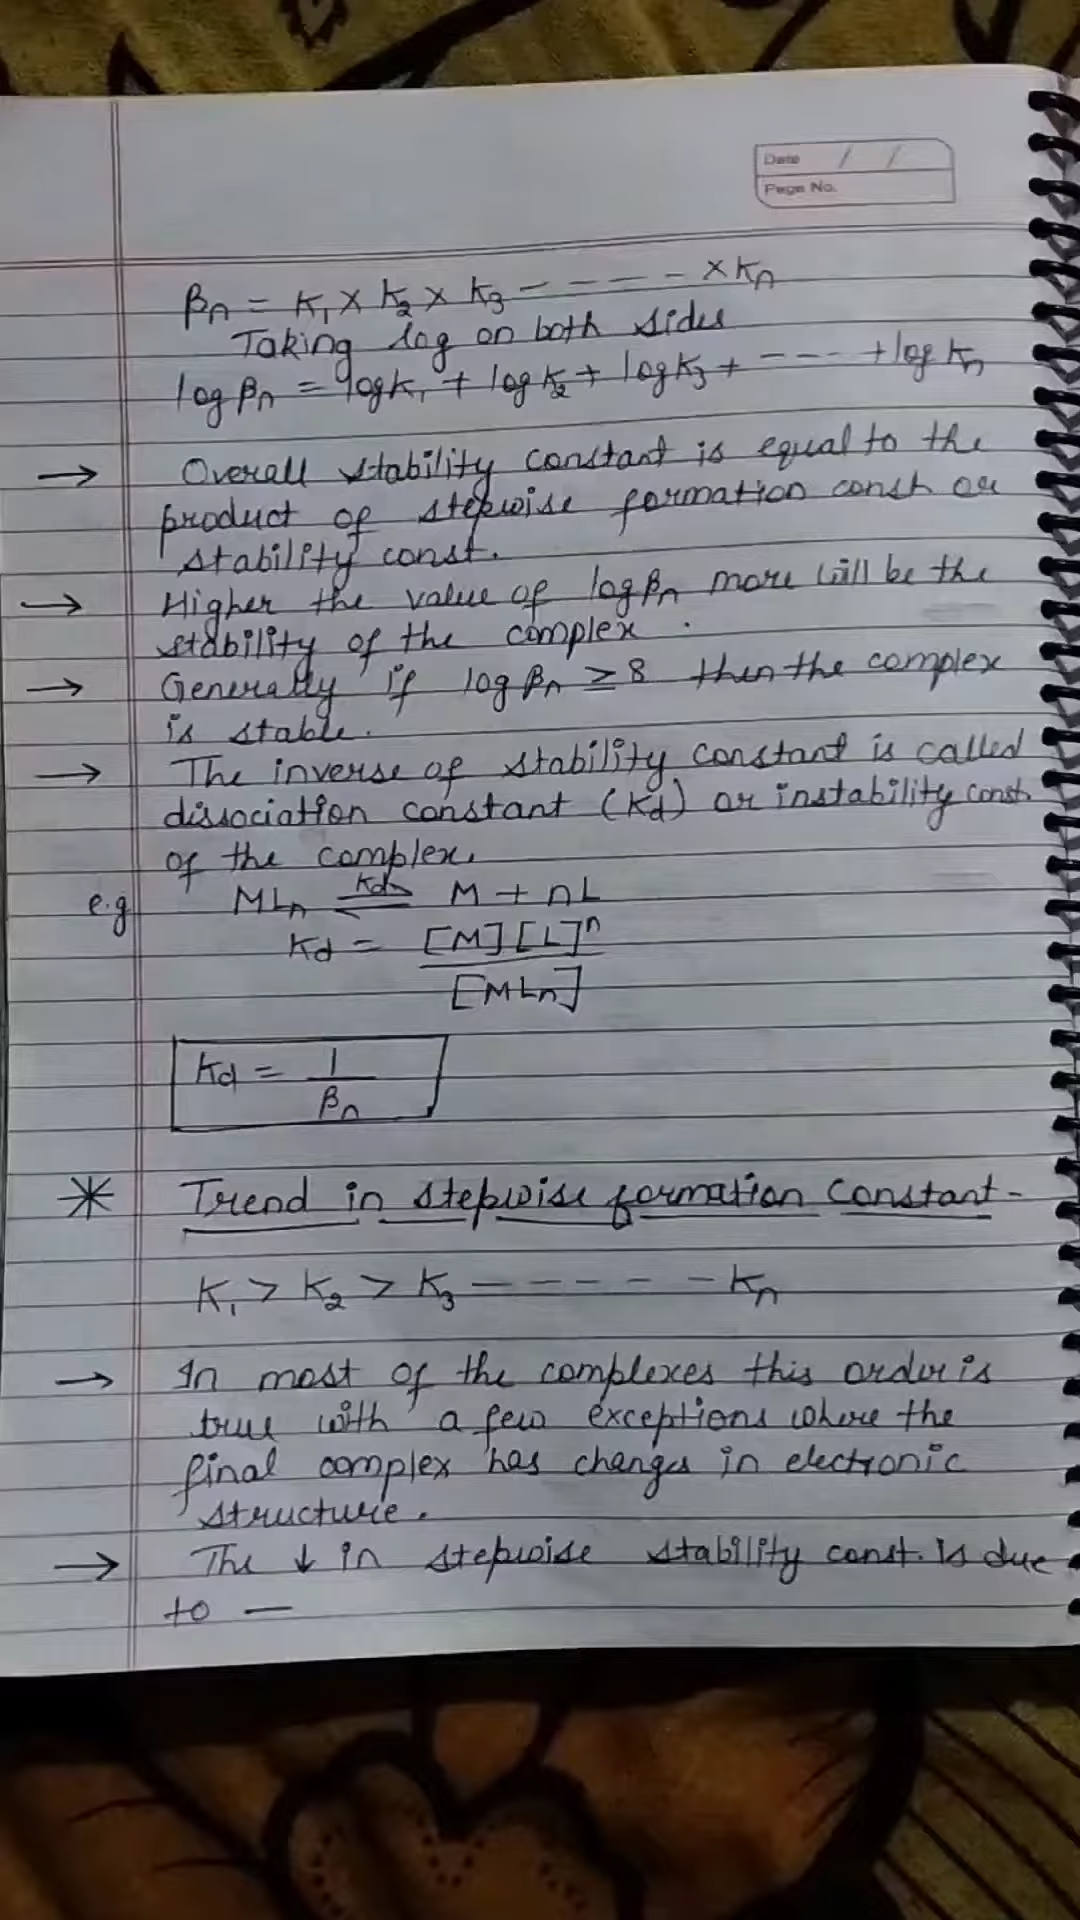 Date / /
Page No.
βn = K₁ × K₂ × K₃ - - - - - × Kn
Taking log on both sides
log βn = log K₁ + log K₂ + log K₃ + - - - - + log Kn
→ Overall stability constant is equal to the
product of stepwise formation const or
stability const.
→ Higher the value of log βn more will be the
stability of the complex.
→ Generally if log βn ≥ 8 then the complex
is stable.
→ The inverse of stability constant is called
dissociation constant (Kd) or instability const.
of the complex.
e.g MLn ⇌ M + nL
Kd
Kd = [M][L]ⁿ
[MLn]
Kd = 1
βn
* Trend in stepwise formation constant -
K₁ > K₂ > K₃ - - - - - - Kn
→ In most of the complexes this order is
true with a few exceptions where the
final complex has changes in electronic
structure.
→ The ↓ in stepwise stability const. is due
to —